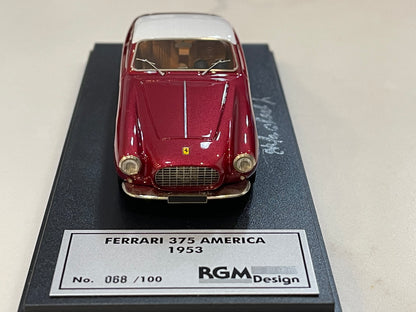 FERRARI 375 AMERICA
1953
No. 068 /100
RGM
Design